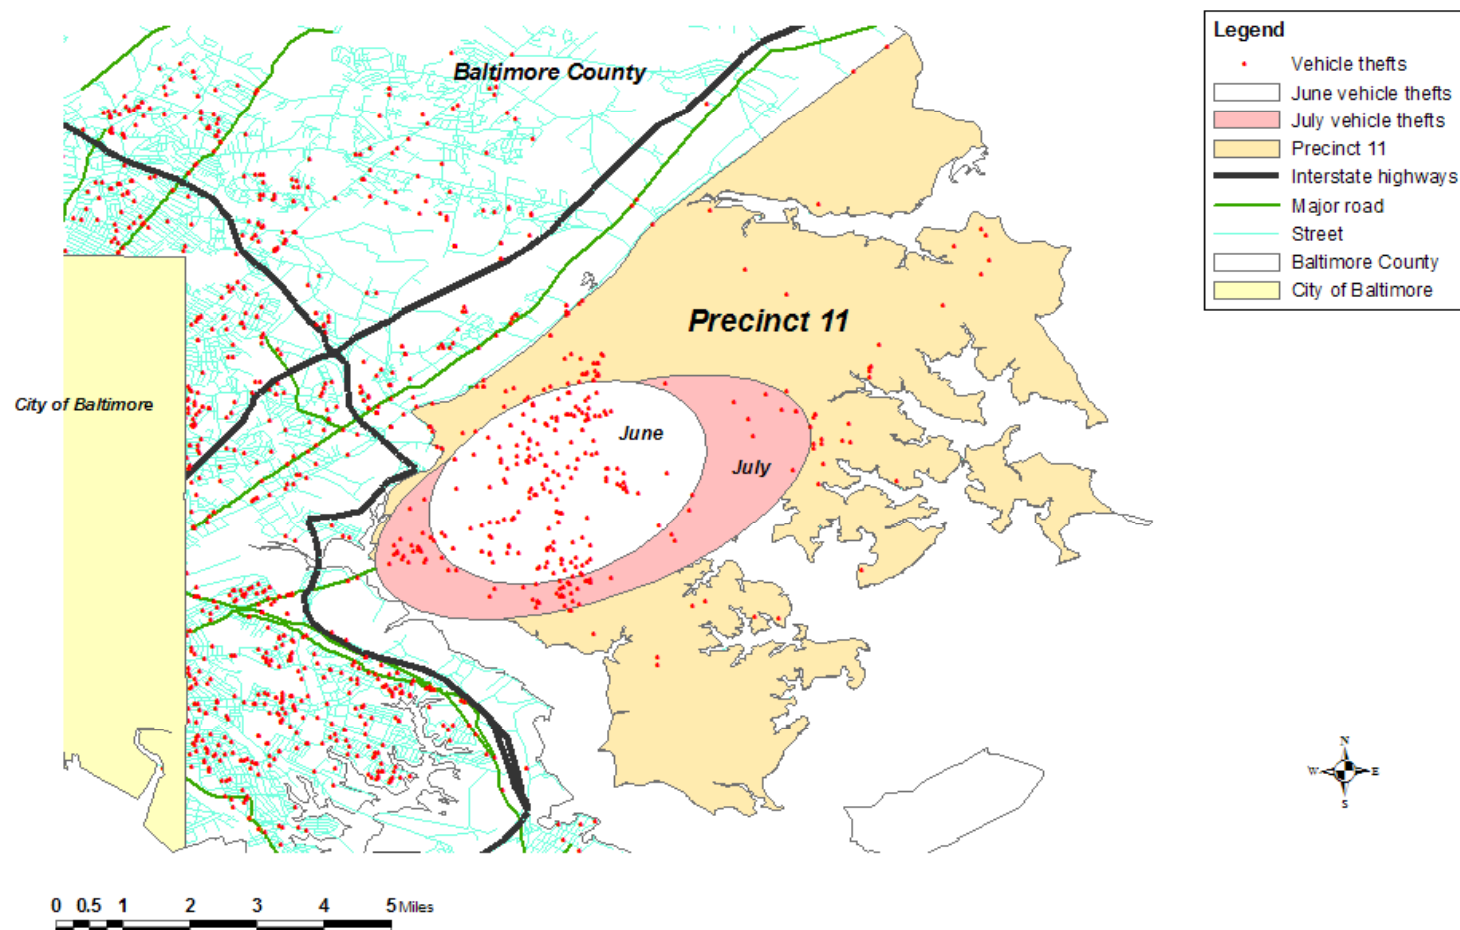 Baltimore County
Precinct 11
City of Baltimore
June
July
Legend
Vehicle thefts
June vehicle thefts
July vehicle thefts
Precinct 11
Interstate highways
Major road
Street
Baltimore County
City of Baltimore
N
W E
S
0 0.5 1 2 3 4 5 Miles